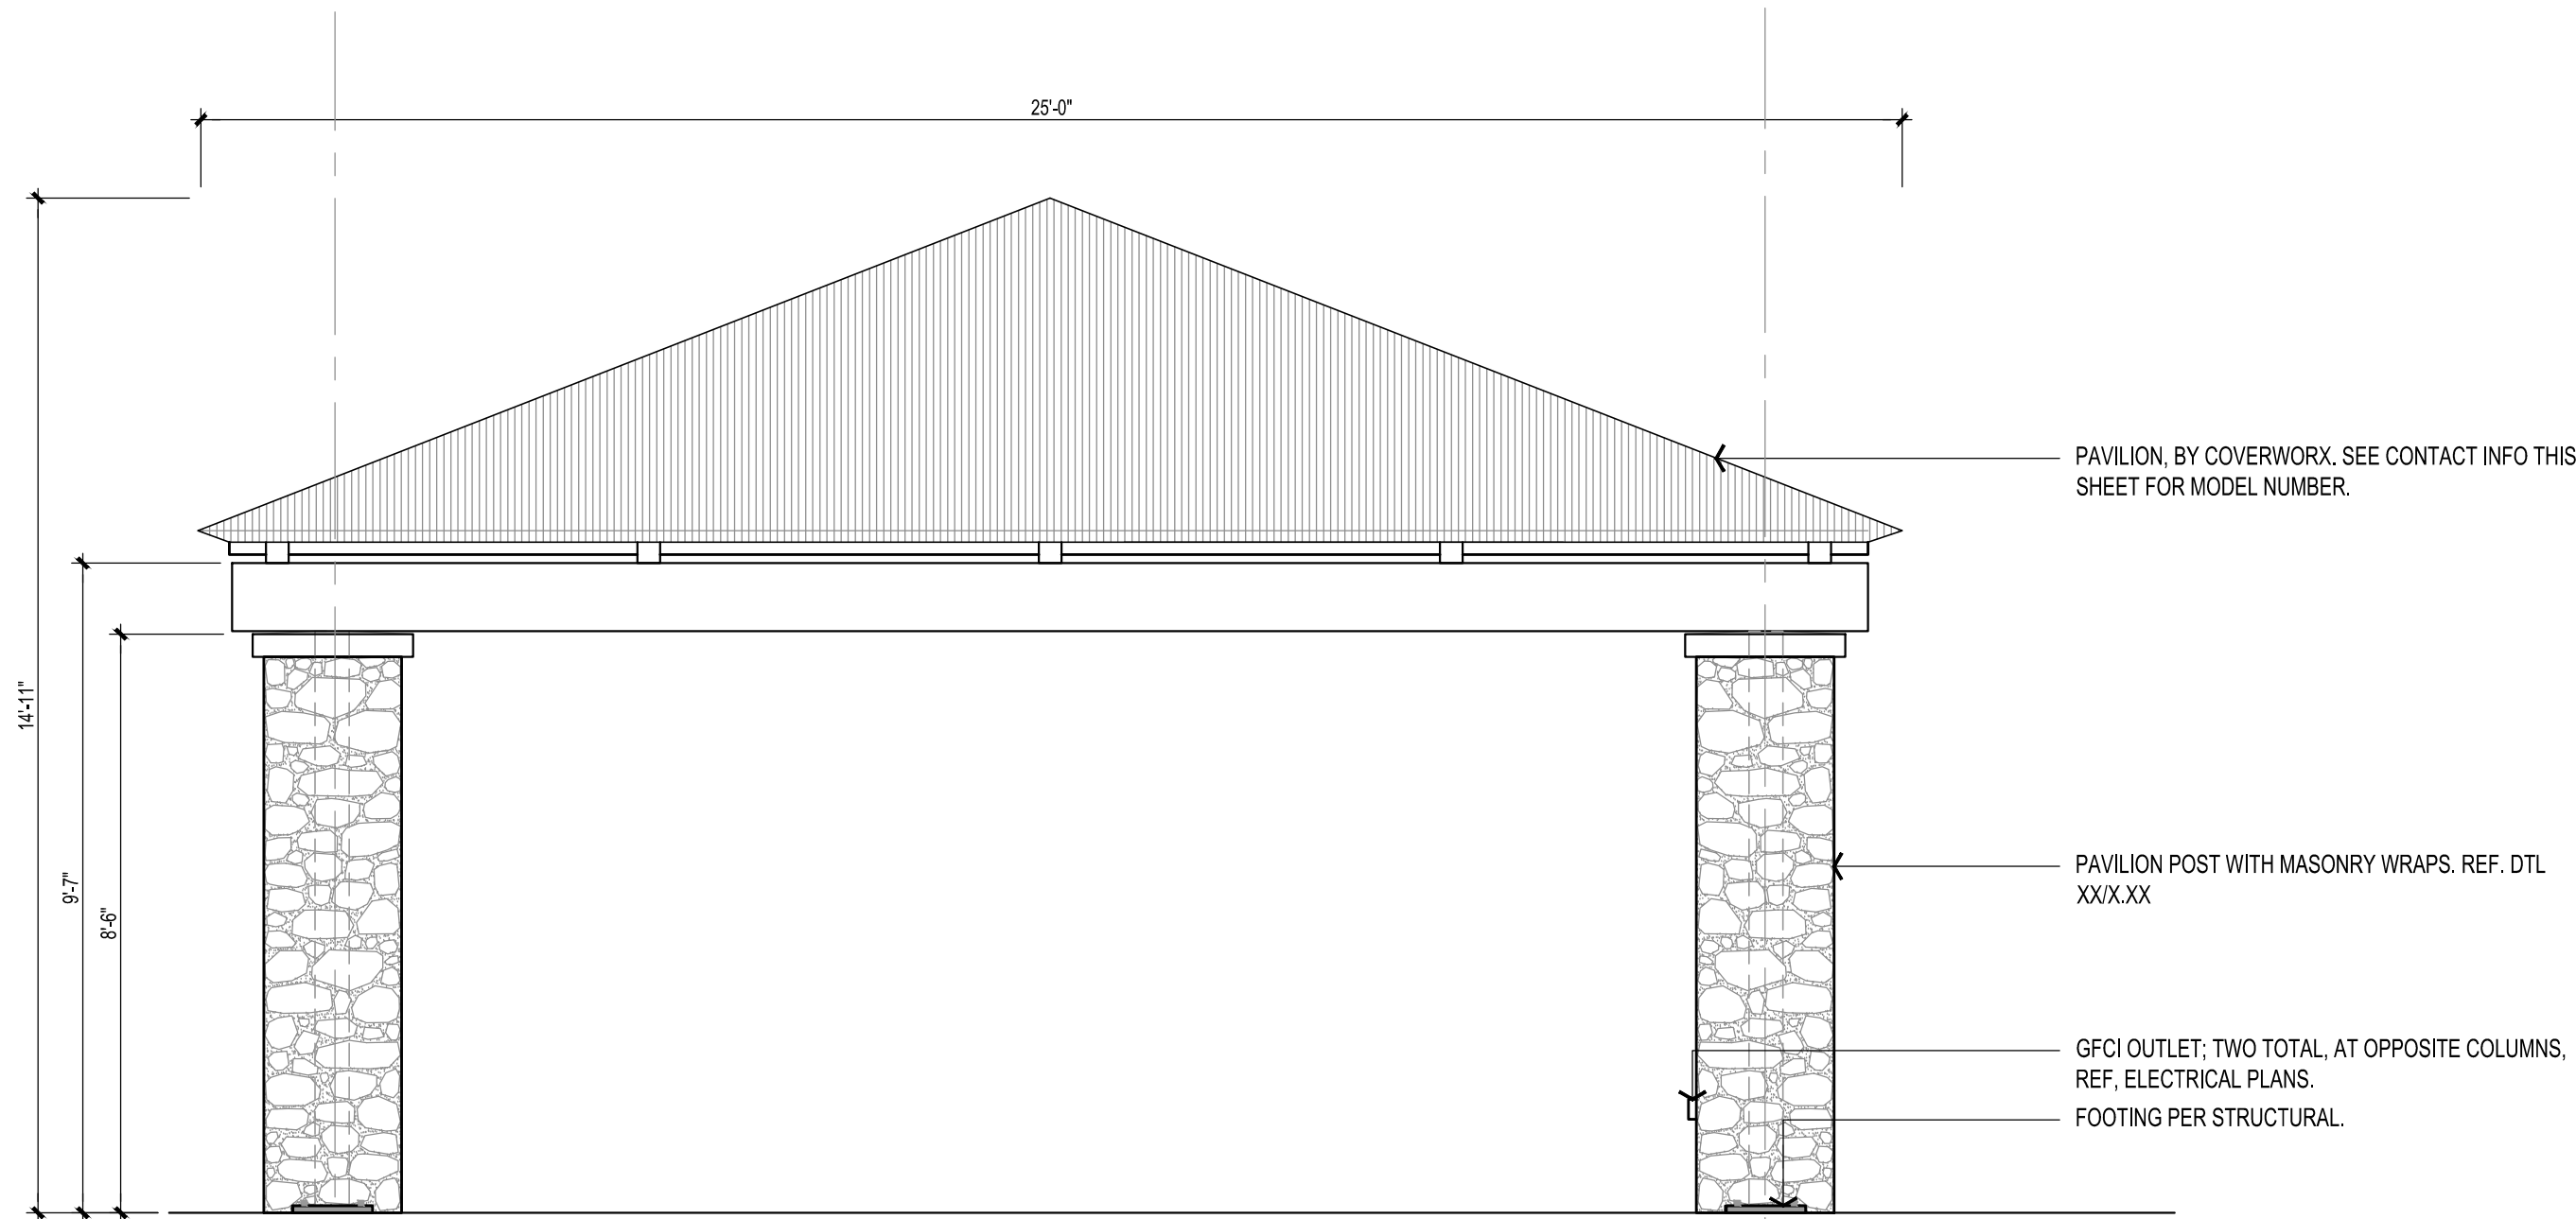 25'-0"
PAVILION, BY COVERWORX. SEE CONTACT INFO THIS
SHEET FOR MODEL NUMBER.
14'-11"
9'-7"
8'-6"
PAVILION POST WITH MASONRY WRAPS. REF. DTL
XX/X.XX
GFCI OUTLET; TWO TOTAL, AT OPPOSITE COLUMNS,
REF, ELECTRICAL PLANS.
FOOTING PER STRUCTURAL.